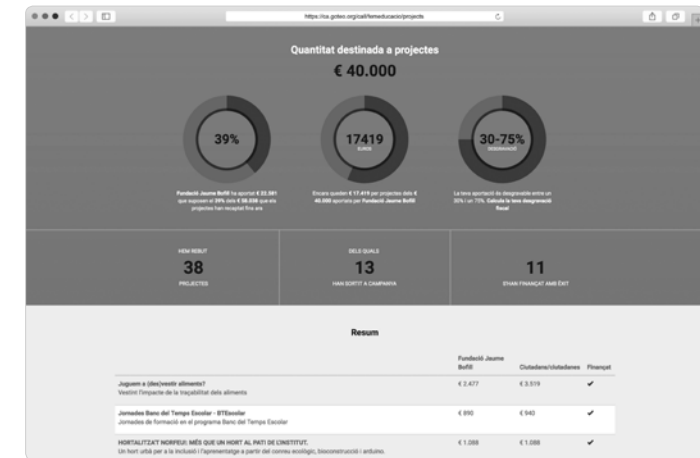 https://ca.goteo.org/call/femeducacio/projects
Quantitat destinada a projectes
€ 40.000
39%
17419
EUROS
30-75%
DESGRAVACIÓ
Fundació Jaume Bofill ha aportat € 22.581
que suposen el 39% dels € 58.038 que els
projectes han recaptat fins ara
Encara queden € 17.419 per projectes dels €
40.000 aportats per Fundació Jaume Bofill
La teva aportació és desgravable entre un
30% i un 75%. Calcula la teva desgravació
fiscal
HEM REBUT
38
PROJECTES
DELS QUALS
13
HAN SORTIT A CAMPANYA
11
S'HAN FINANÇAT AMB ÈXIT
Resum
Fundació Jaume
Bofill
Ciutadans/ciutadanes
Finançat
Juguem a (des)vestir aliments?
Vestint l'impacte de la traçabilitat dels aliments
€ 2.477
€ 3.519
✔
Jornades Banc del Temps Escolar - BTEscolar
Jornades de formació en el programa Banc del Temps Escolar
€ 890
€ 940
✔
HORTALITZA'T NORFEU!: MÉS QUE UN HORT AL PATI DE L'INSTITUT.
Un hort urbà per a la inclusió i l'aprenentatge a partir del conreu ecològic, bioconstrucció i arduino.
€ 1.088
€ 1.088
✔